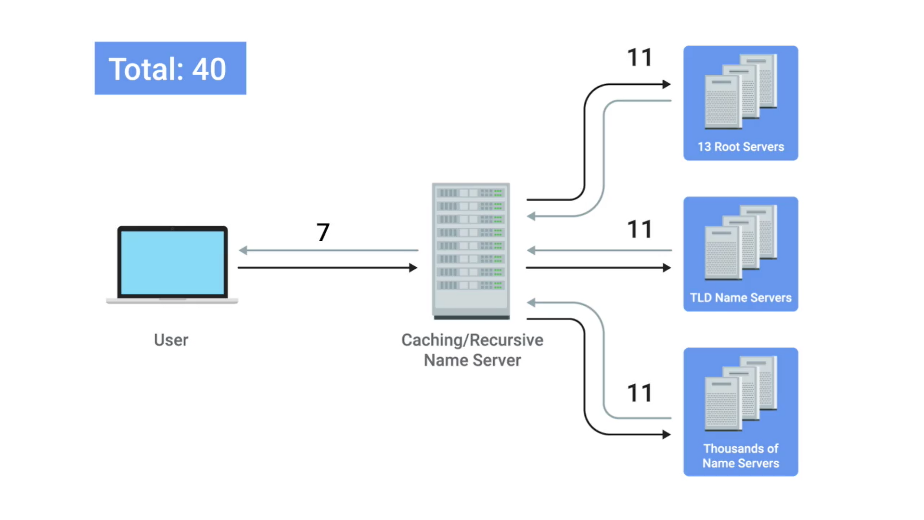 Total: 40
11
13 Root Servers
7
11
TLD Name Servers
User
Caching/Recursive
Name Server
11
Thousands of
Name Servers